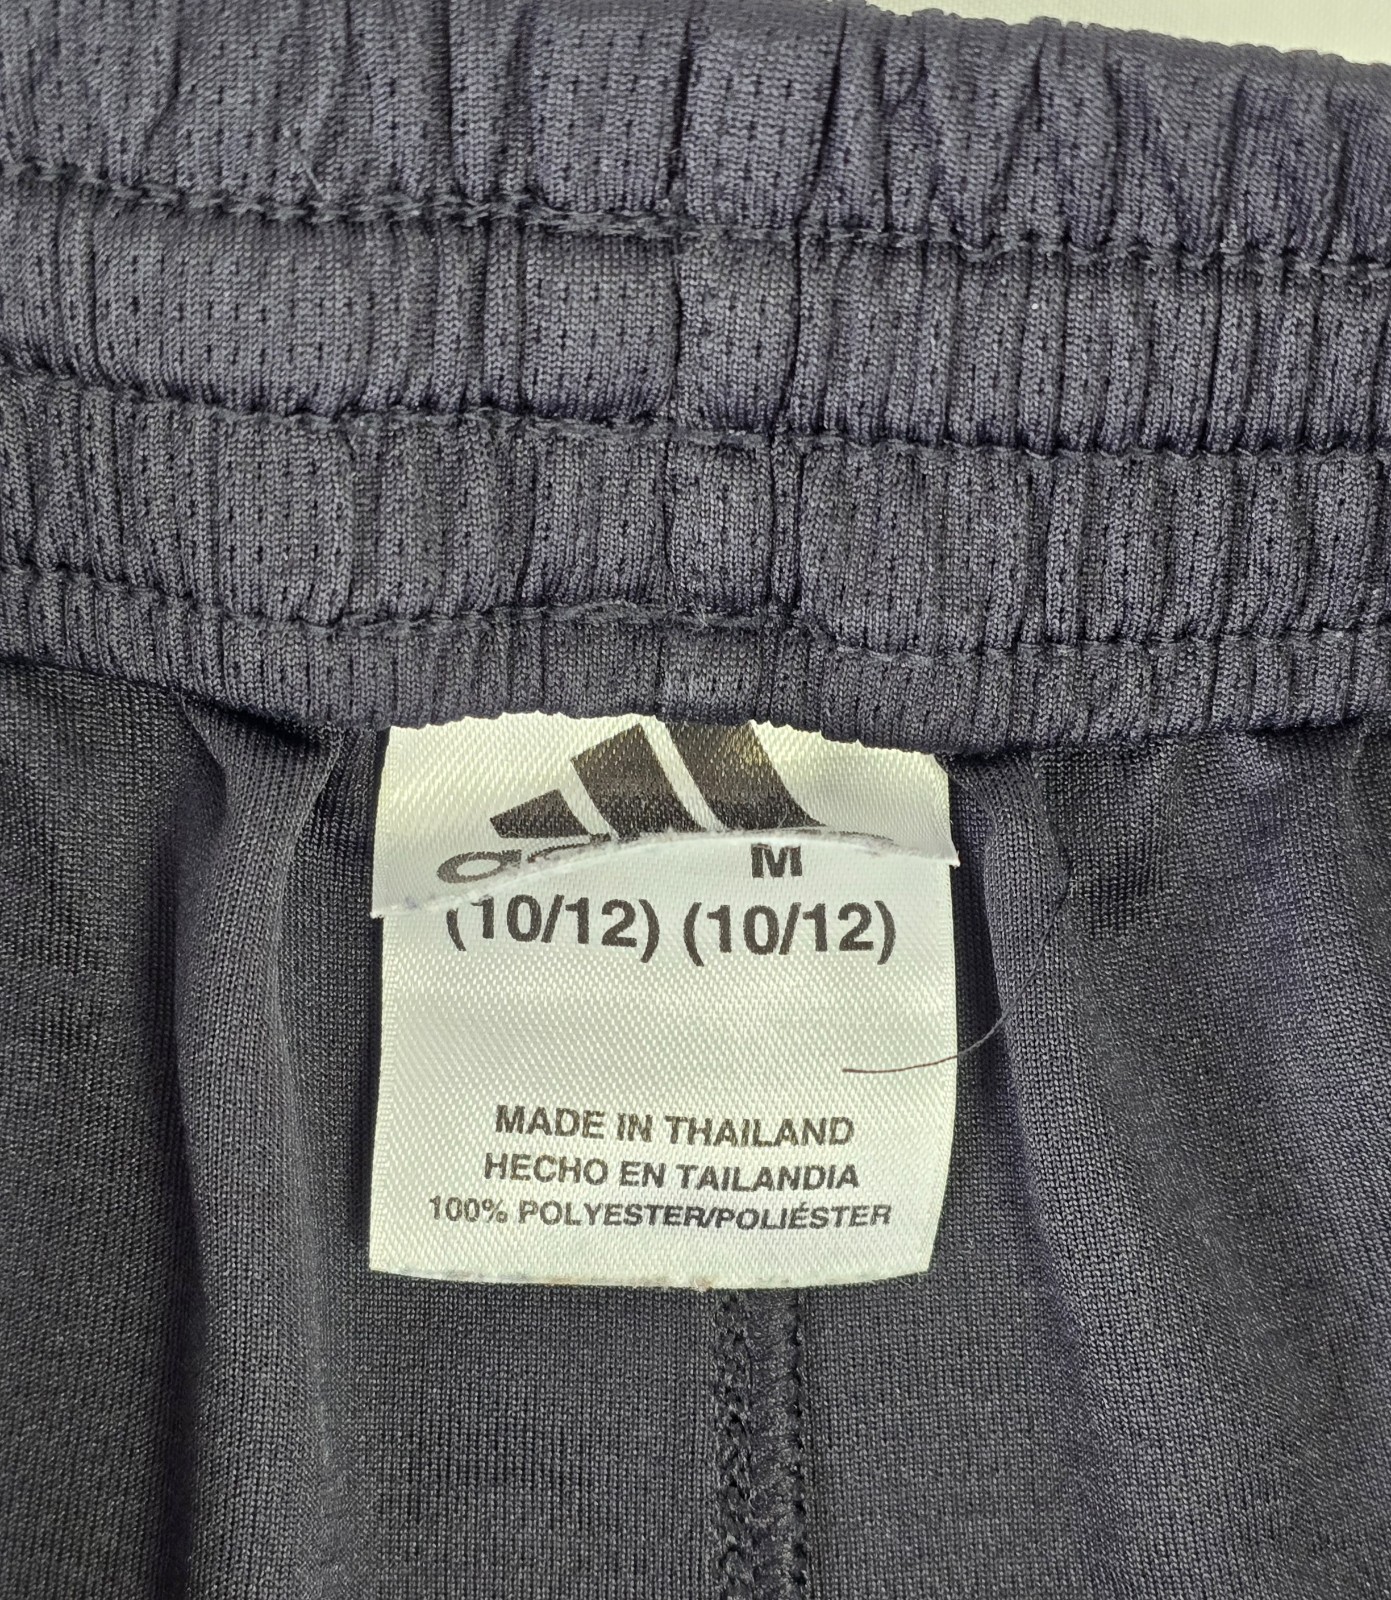 M
(10/12) (10/12)
MADE IN THAILAND
HECHO EN TAILANDIA
100% POLYESTER/POLIÉSTER